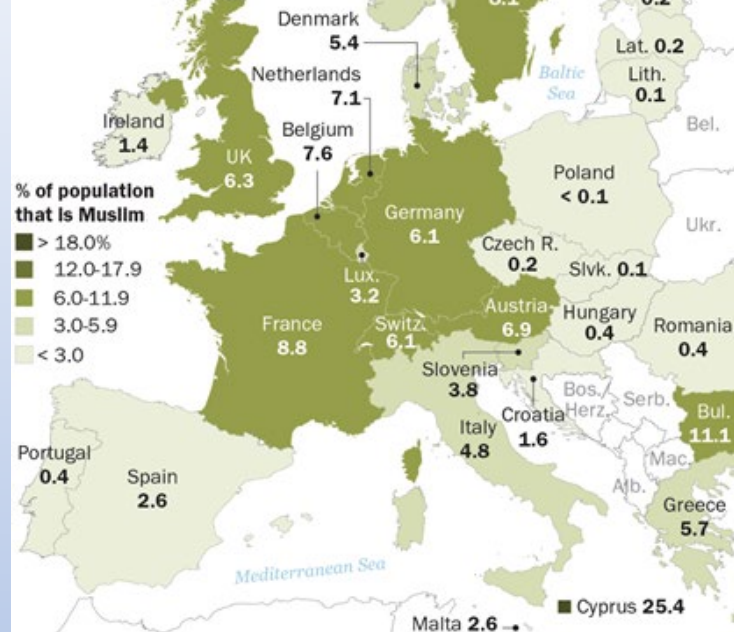 8.1
0.2
Denmark
5.4
Lat. 0.2
Netherlands
7.1
Baltic
Sea
Lith.
0.1
Ireland
1.4
Belgium
7.6
Bel.
UK
6.3
Poland
< 0.1
% of population
that is Muslim
> 18.0%
12.0-17.9
6.0-11.9
3.0-5.9
< 3.0
Germany
6.1
Ukr.
Czech R.
0.2
Slvk. 0.1
Lux.
3.2
France
8.8
Switz.
6.1
Austria
6.9
Hungary
0.4
Romania
0.4
Slovenia
3.8
Croatia
1.6
Bos./
Herz.
Serb.
Bul.
11.1
Italy
4.8
Mac.
Alb.
Portugal
0.4
Spain
2.6
Greece
5.7
Mediterranean Sea
Cyprus 25.4
Malta 2.6